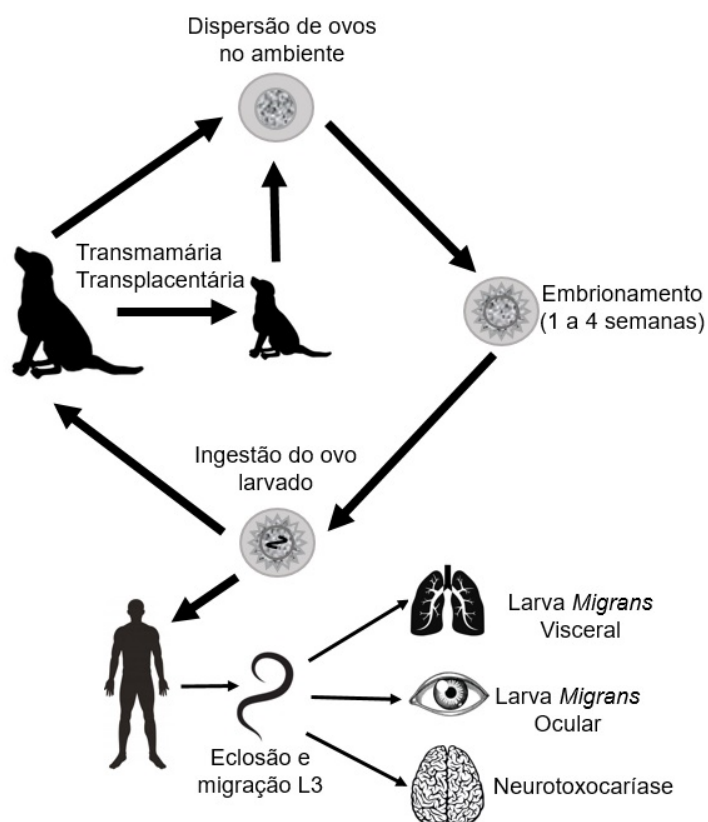 Dispersão de ovos
no ambiente
Transmamária
Transplacentária
Embrionamento
(1 a 4 semanas)
Ingestão do ovo
larvado
Larva Migrans
Visceral
Larva Migrans
Ocular
Eclosão e
migração L3
Neurotoxocaríase